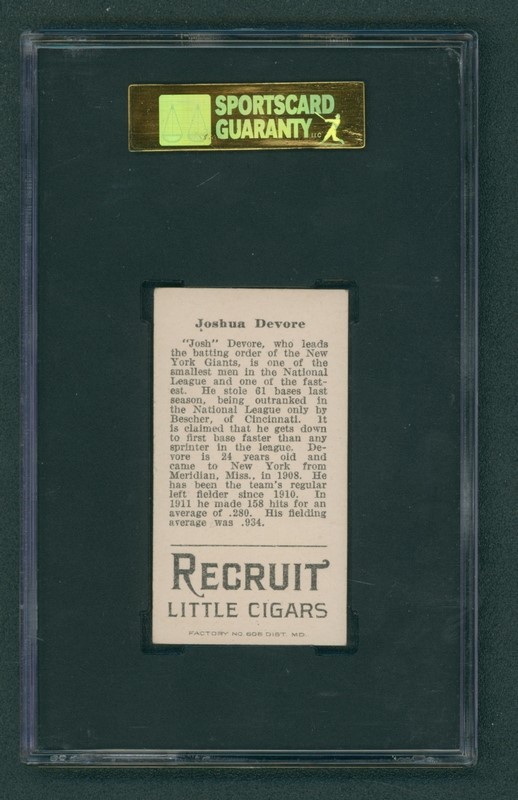 SPORTSCARD
GUARANTY LLC
Joshua Devore
"Josh" Devore, who leads
the batting order of the New
York Giants, is one of the
smallest men in the National
League and one of the fast-
est. He stole 61 bases last
season, being outranked in
the National League only by
Bescher, of Cincinnati. It
is claimed that he gets down
to first base faster than any
sprinter in the league. De-
vore is 24 years old and
came to New York from
Meridian, Miss., in 1908. He
has been the team's regular
left fielder since 1910. In
1911 he made 158 hits for an
average of .280. His fielding
average was .934.
RECRUIT
LITTLE CIGARS
FACTORY NO. 606 DIST. MD.